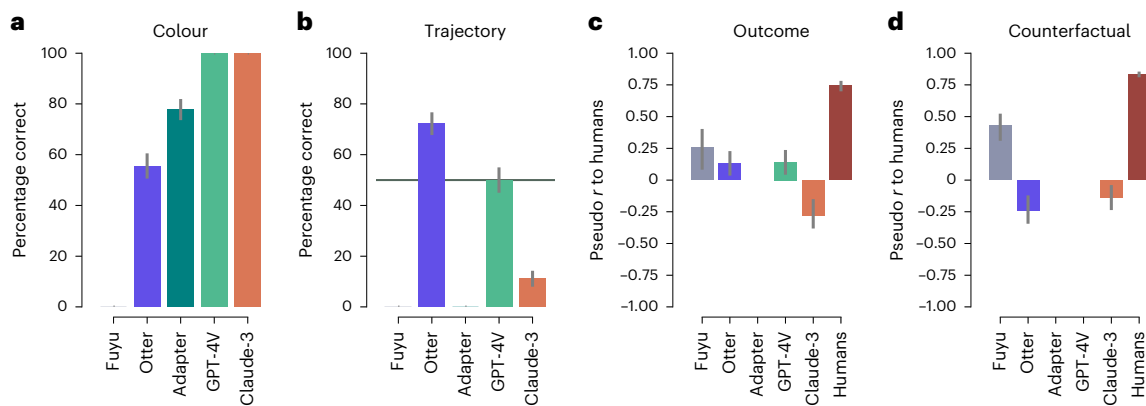 a
Colour
Percentage correct
100
80
60
40
20
0
Fuyu
Otter
Adapter
GPT-4V
Claude-3
b
Trajectory
Percentage correct
100
80
60
40
20
0
Fuyu
Otter
Adapter
GPT-4V
Claude-3
c
Outcome
Pseudo r to humans
1.00
0.75
0.50
0.25
0
−0.25
−0.50
−0.75
−1.00
Fuyu
Otter
Adapter
GPT-4V
Claude-3
Humans
d
Counterfactual
Pseudo r to humans
1.00
0.75
0.50
0.25
0
−0.25
−0.50
−0.75
−1.00
Fuyu
Otter
Adapter
GPT-4V
Claude-3
Humans